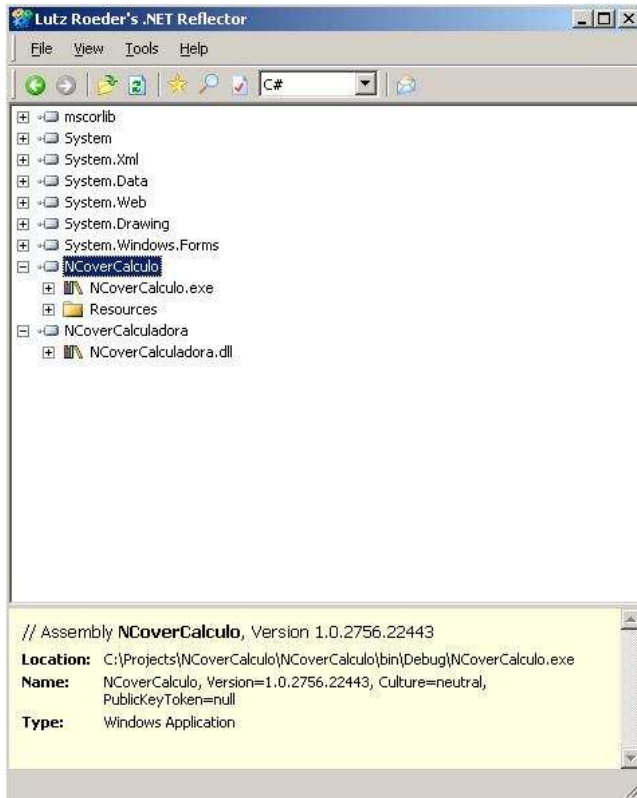 Lutz Roeder's .NET Reflector
File View Tools Help
C#
mscorlib
System
System.Xml
System.Data
System.Web
System.Drawing
System.Windows.Forms
NCoverCalculo
NCoverCalculo.exe
Resources
NCoverCalculadora
NCoverCalculadora.dll
// Assembly NCoverCalculo, Version 1.0.2756.22443
Location: C:\Projects\NCoverCalculo\NCoverCalculo\bin\Debug\NCoverCalculo.exe
Name: NCoverCalculo, Version=1.0.2756.22443, Culture=neutral,
PublicKeyToken=null
Type: Windows Application